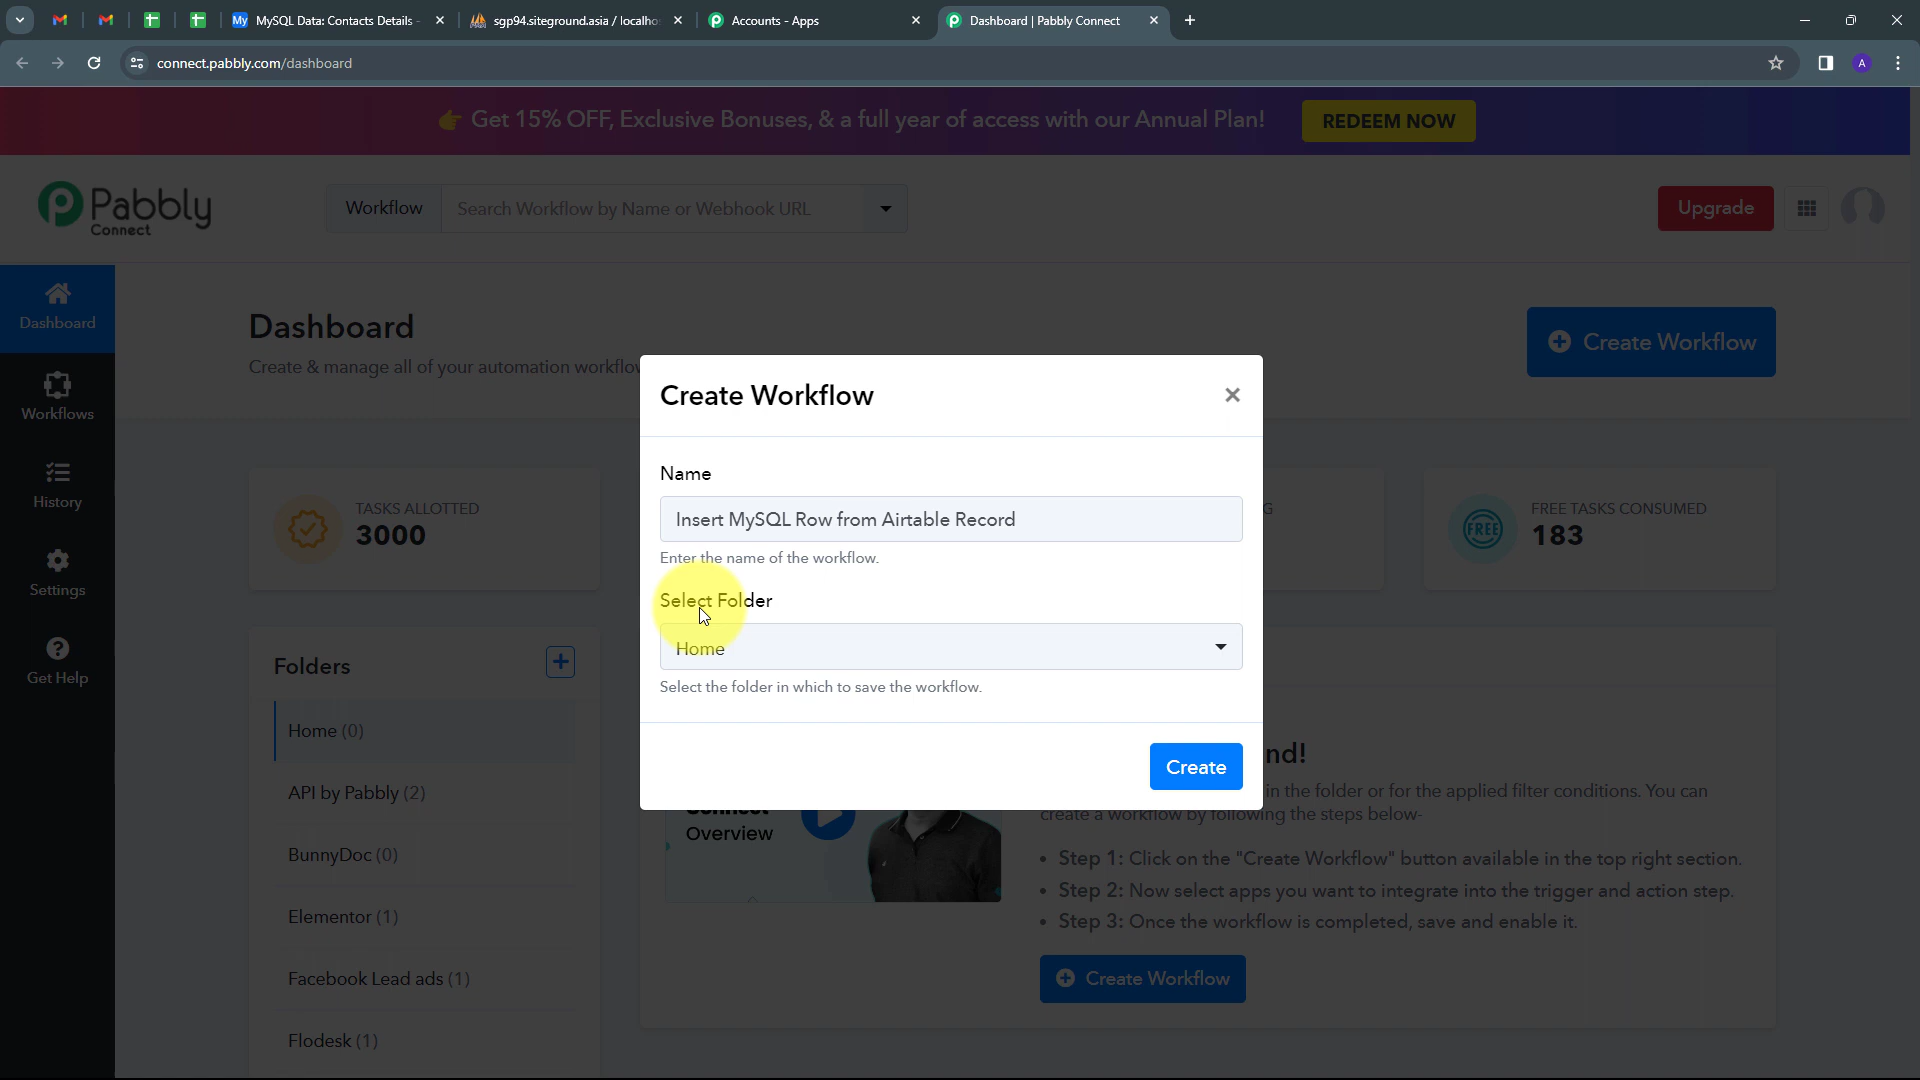 MySQL Data: Contacts Details -
sgp94.siteground.asia / localho
Accounts - Apps
Dashboard | Pabbly Connect
connect.pabbly.com/dashboard
A
Get 15% OFF, Exclusive Bonuses, & a full year of access with our Annual Plan!
REDEEM NOW
Pabbly
Connect
Workflow
Search Workflow by Name or Webhook URL
Upgrade
Dashboard
Workflows
History
Settings
Get Help
Dashboard
Create & manage all of your automation workflow
Create Workflow
TASKS ALLOTTED
3000
G
FREE
FREE TASKS CONSUMED
183
Folders
Home (0)
API by Pabbly (2)
BunnyDoc (0)
Elementor (1)
Facebook Lead ads (1)
Flodesk (1)
Create Workflow
Name
Insert MySQL Row from Airtable Record
Enter the name of the workflow.
Select Folder
Home
Select the folder in which to save the workflow.
Create
Connect
Overview
nd!
in the folder or for the applied filter conditions. You can
create a workflow by following the steps below-
• Step 1: Click on the "Create Workflow" button available in the top right section.
• Step 2: Now select apps you want to integrate into the trigger and action step.
• Step 3: Once the workflow is completed, save and enable it.
Create Workflow